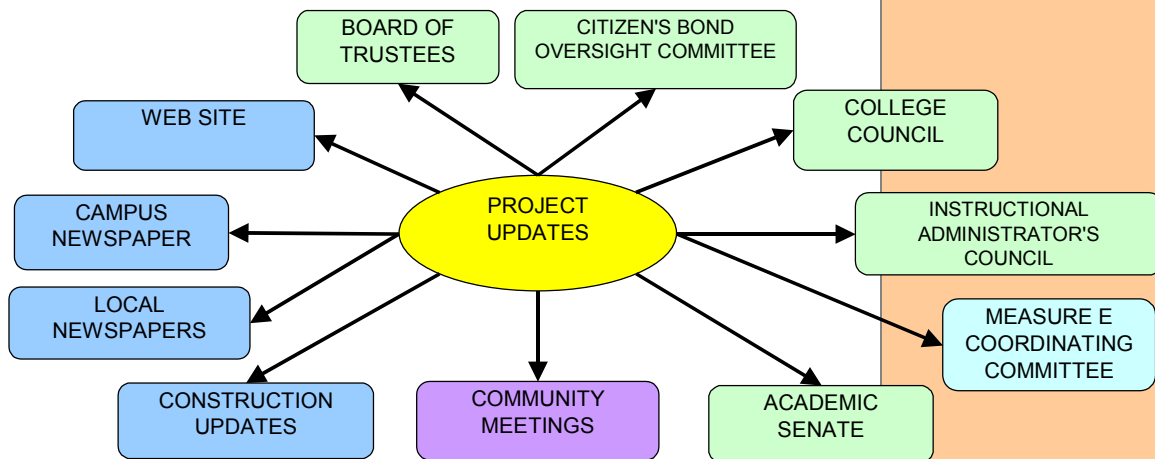 BOARD OF
TRUSTEES
CITIZEN'S BOND
OVERSIGHT COMMITTEE
WEB SITE
COLLEGE
COUNCIL
CAMPUS
NEWSPAPER
PROJECT
UPDATES
INSTRUCTIONAL
ADMINISTRATOR'S
COUNCIL
LOCAL
NEWSPAPERS
MEASURE E
COORDINATING
COMMITTEE
CONSTRUCTION
UPDATES
COMMUNITY
MEETINGS
ACADEMIC
SENATE